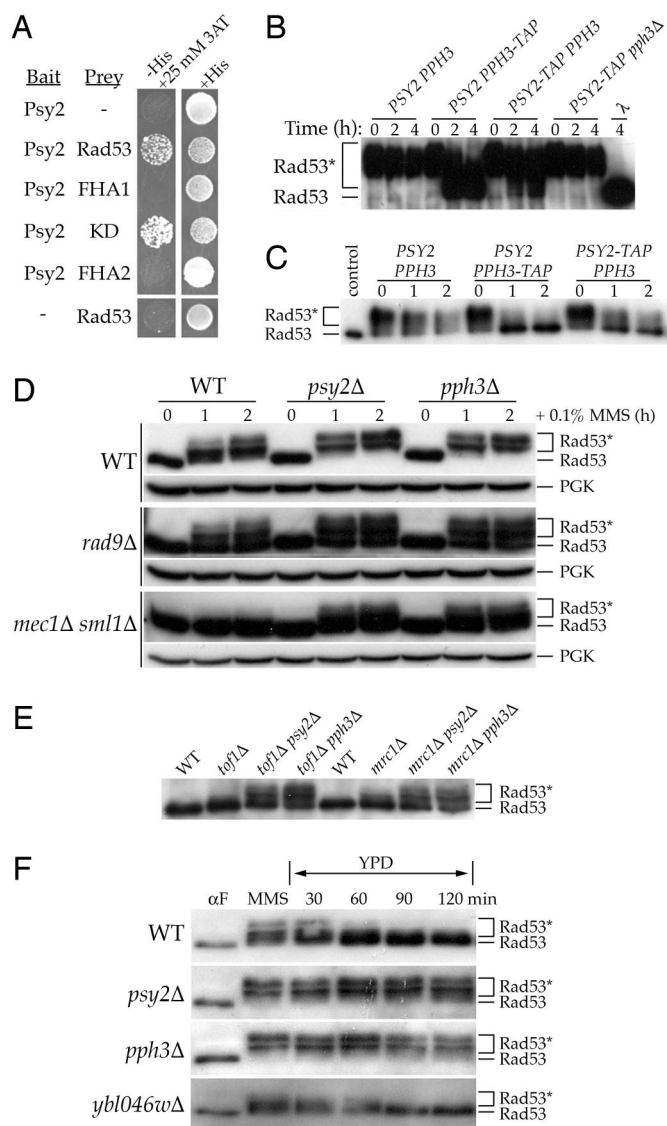 A
-His
+25 mM 3AT
+His
Bait Prey
Psy2 -
Psy2 Rad53
Psy2 FHA1
Psy2 KD
Psy2 FHA2
- Rad53
B
PSY2 PPH3
PSY2 PPH3-TAP
PSY2-TAP PPH3
PSY2-TAP pph3Δ
λ
Time (h): 0 2 4 0 2 4 0 2 4 0 2 4 4
Rad53*
Rad53
C
control
PSY2 PPH3
PSY2 PPH3-TAP
PSY2-TAP PPH3
0 1 2 0 1 2 0 1 2
Rad53*
Rad53
D
WT psy2Δ pph3Δ
0 1 2 0 1 2 0 1 2 + 0.1% MMS (h)
WT
Rad53*
Rad53
PGK
rad9Δ
Rad53*
Rad53
PGK
mec1Δ sml1Δ
Rad53*
Rad53
PGK
E
WT
tof1Δ
tof1Δ psy2Δ
tof1Δ pph3Δ
WT
mrc1Δ
mrc1Δ psy2Δ
mrc1Δ pph3Δ
Rad53*
Rad53
F
YPD
αF MMS 30 60 90 120 min
WT
Rad53*
Rad53
psy2Δ
Rad53*
Rad53
pph3Δ
Rad53*
Rad53
ybl046wΔ
Rad53*
Rad53